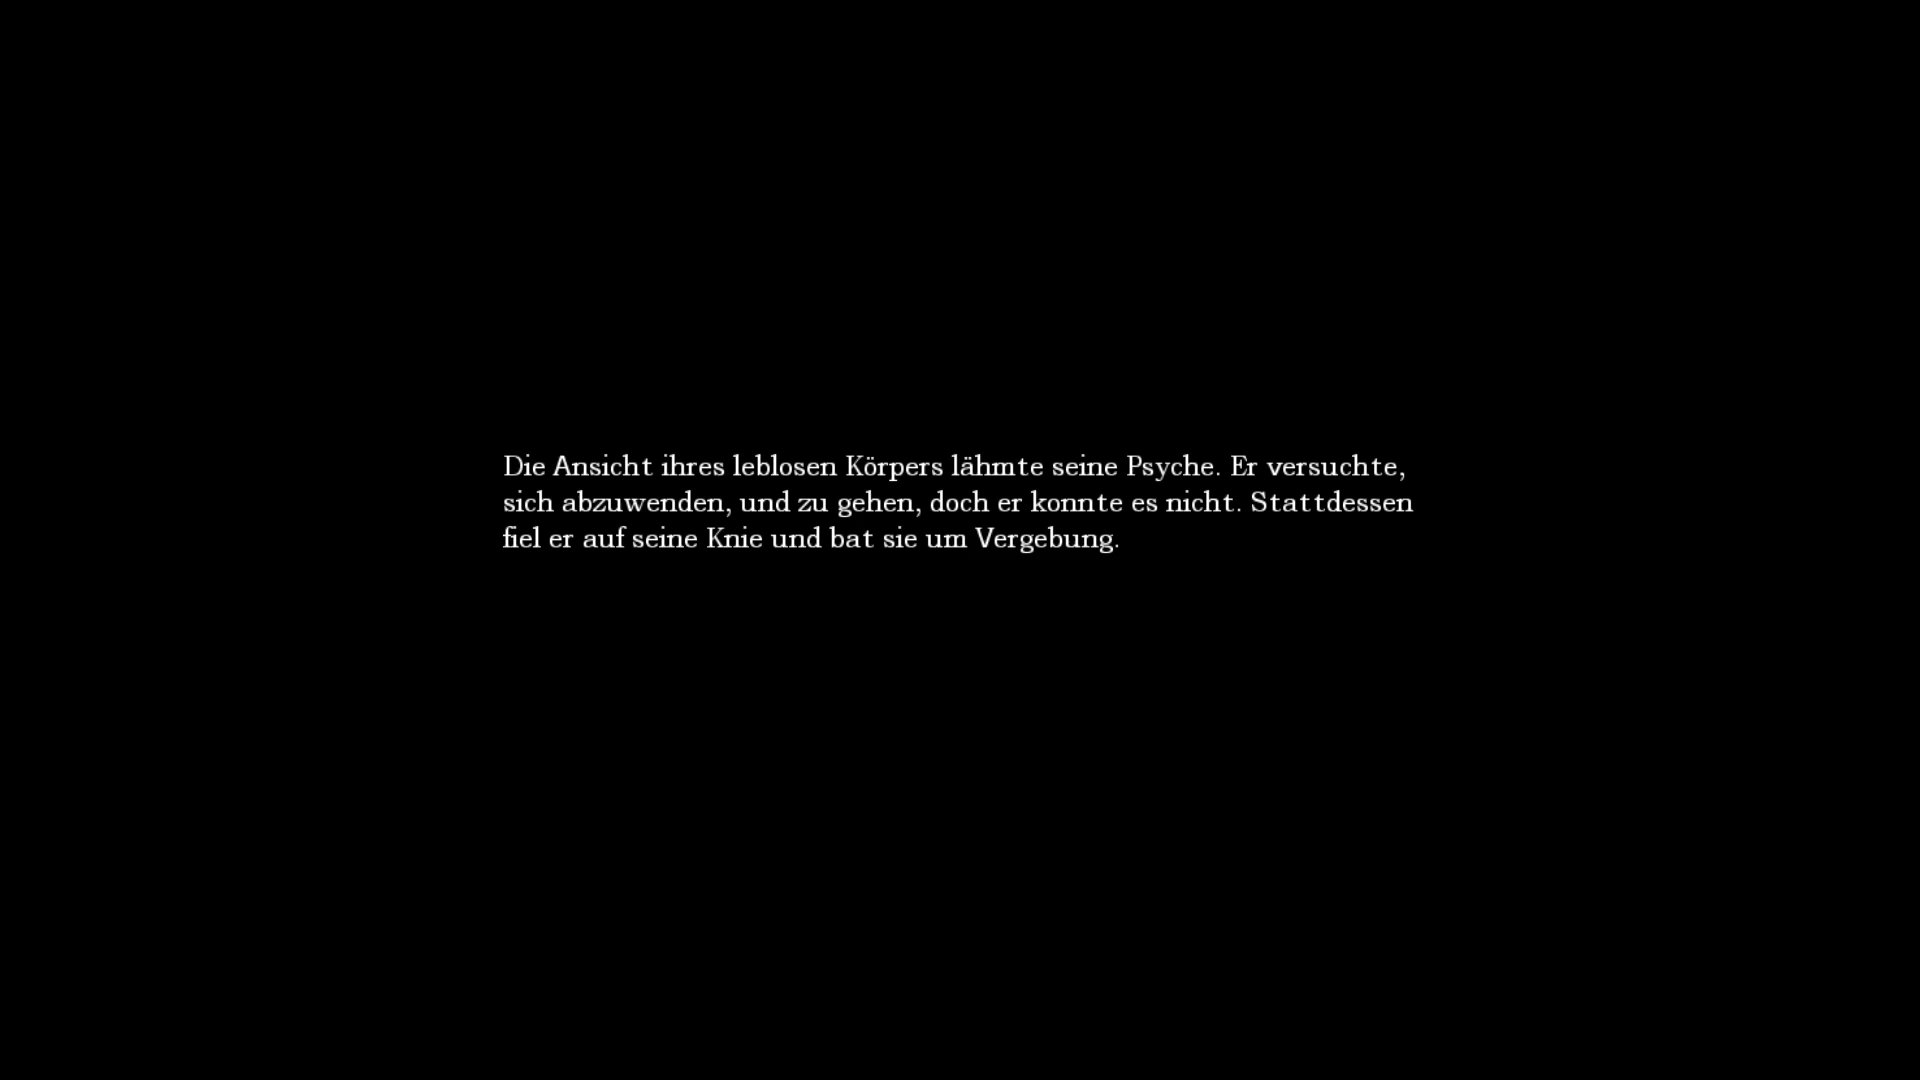 Die Ansicht ihres leblosen Körpers lähmte seine Psyche. Er versuchte,
sich abzuwenden, und zu gehen, doch er konnte es nicht. Stattdessen
fiel er auf seine Knie und bat sie um Vergebung.